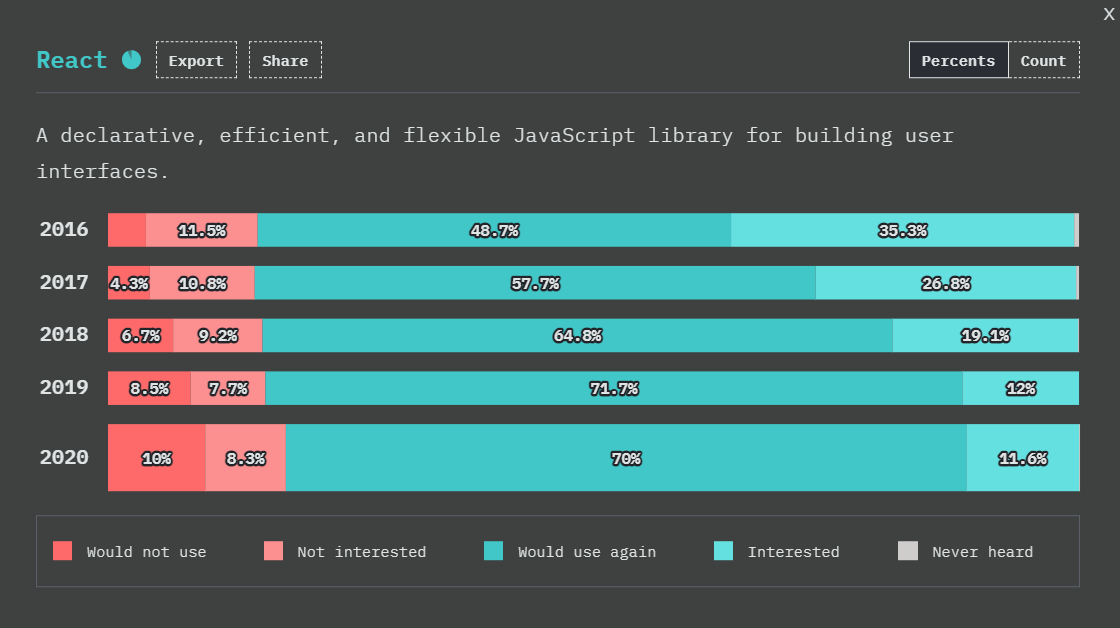 X
React Export Share Percents Count
A declarative, efficient, and flexible JavaScript library for building user
interfaces.
2016 11.5% 48.7% 35.3%
2017 4.3% 10.8% 57.7% 26.8%
2018 6.7% 9.2% 64.8% 19.1%
2019 8.5% 7.7% 71.7% 12%
2020 10% 8.3% 70% 11.6%
Would not use Not interested Would use again Interested Never heard